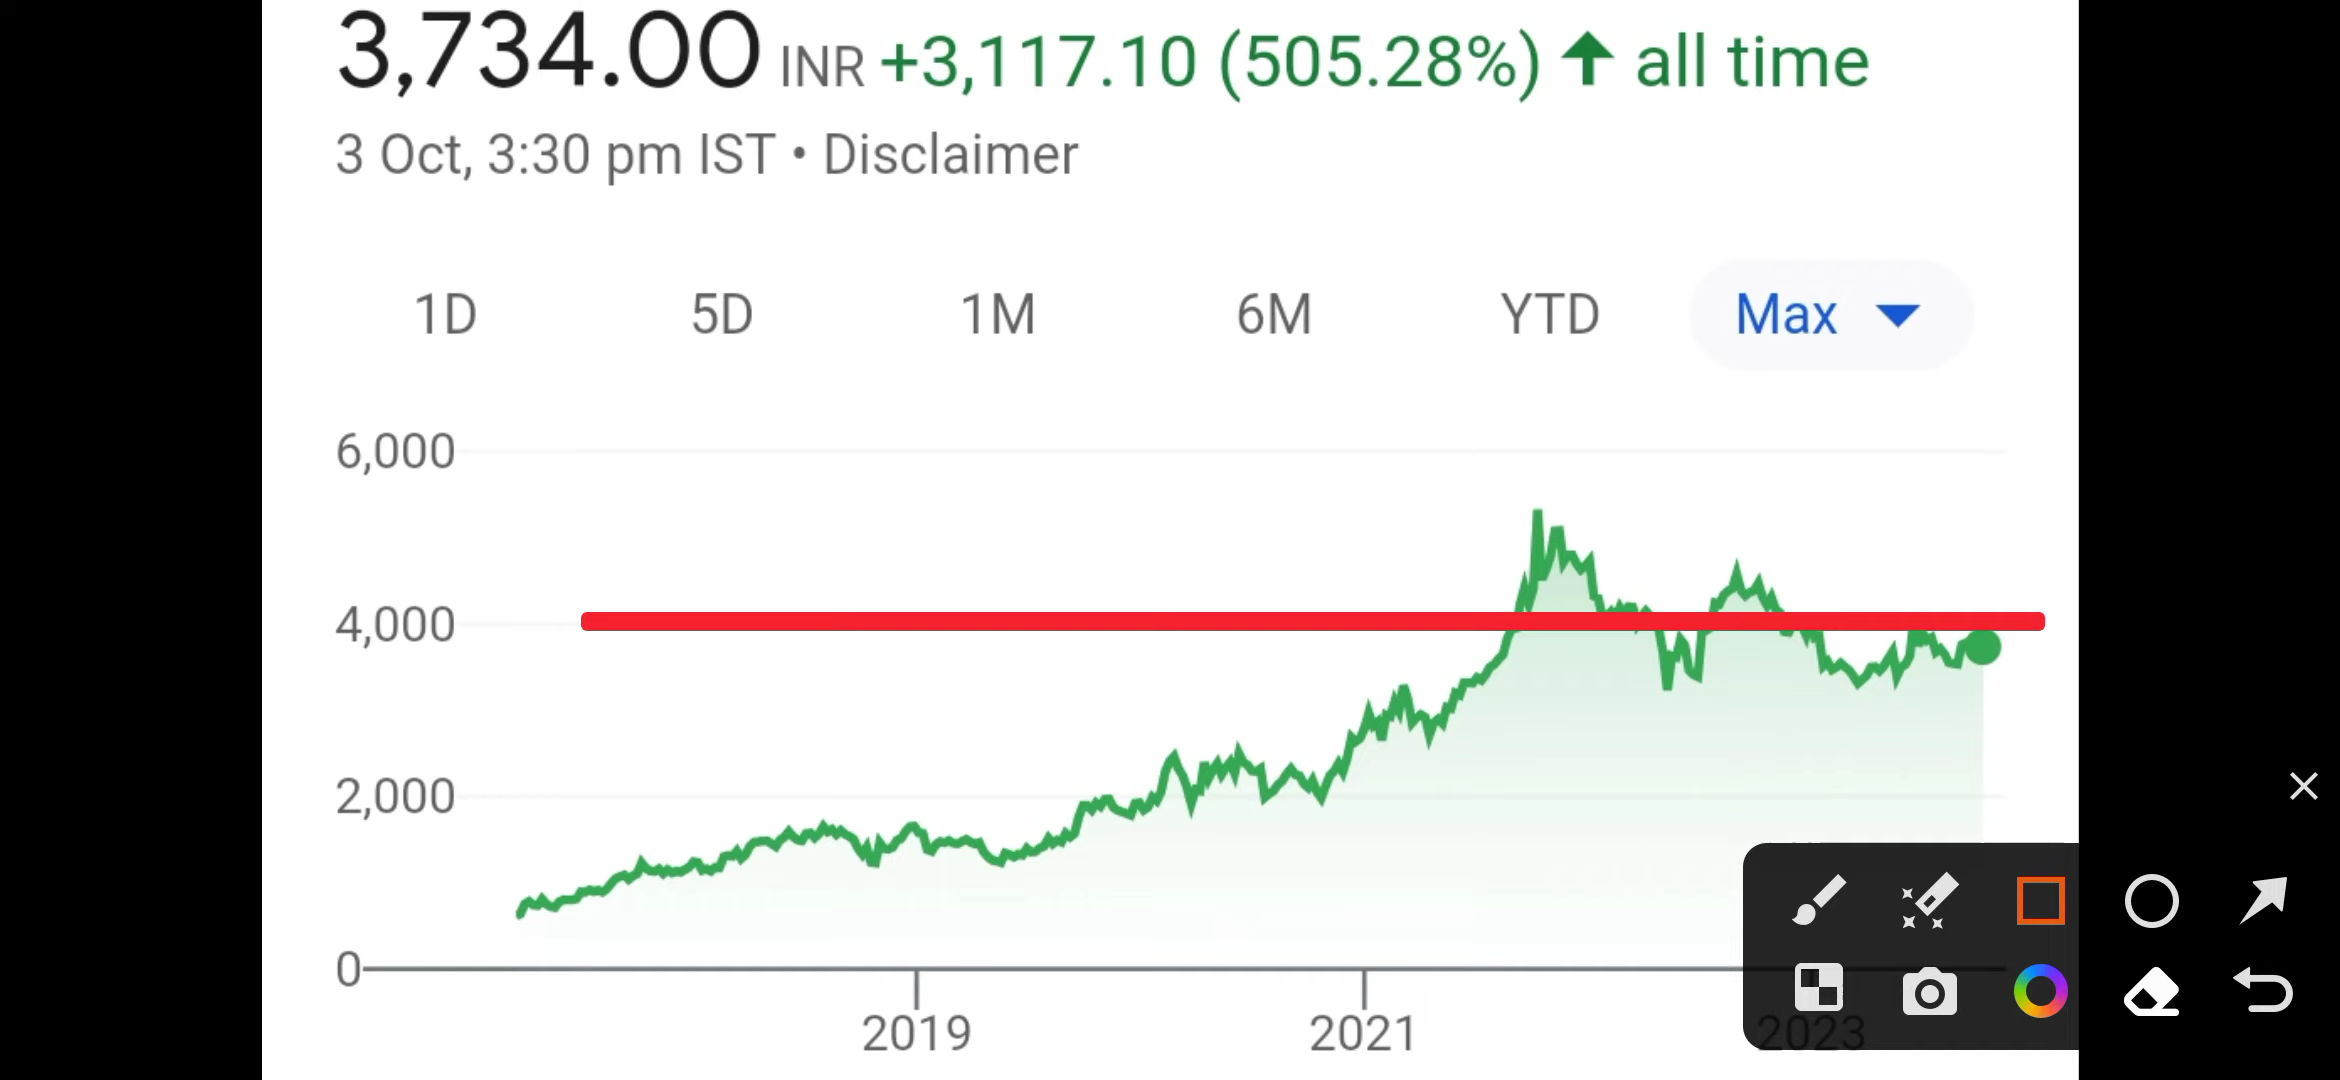 3,734.00 INR +3,117.10 (505.28%) ↑ all time
3 Oct, 3:30 pm IST • Disclaimer
1D 5D 1M 6M YTD Max
6,000
4,000
2,000
0
2019 2021 2023